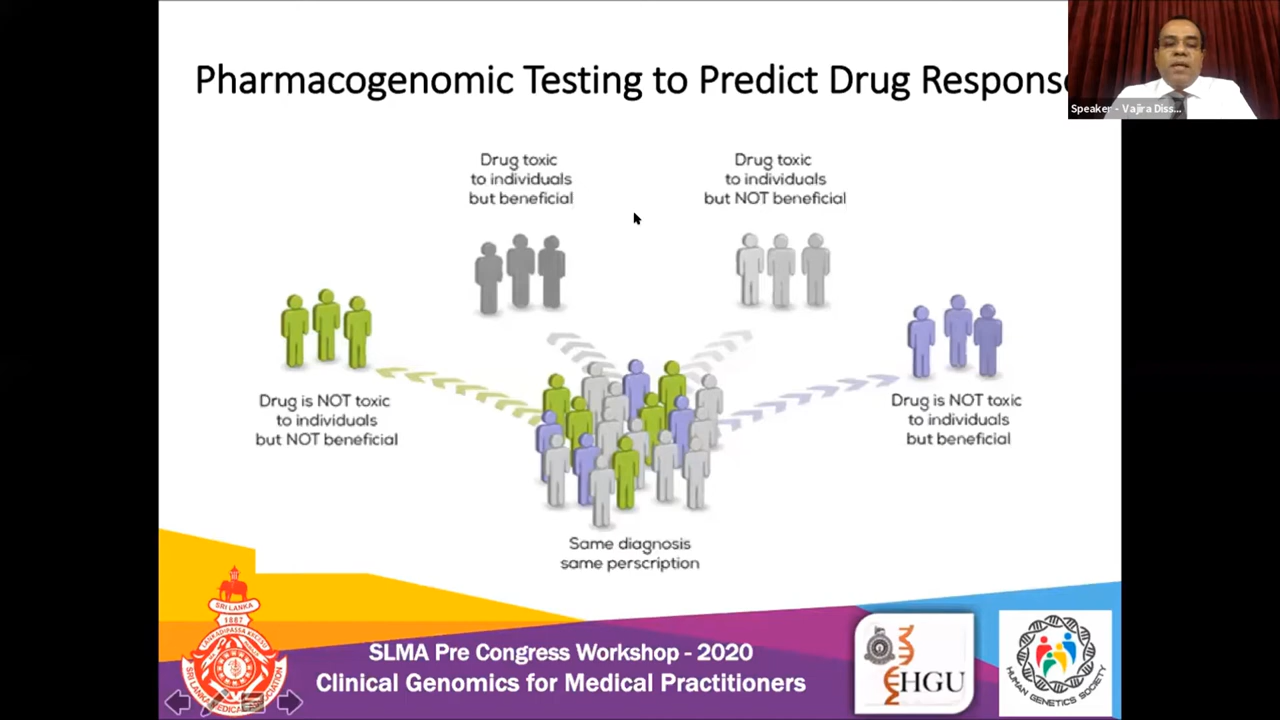 Pharmacogenomic Testing to Predict Drug Respons
Speaker - Vajira Diss...
Drug toxic
to individuals
but beneficial
Drug toxic
to individuals
but NOT beneficial
Drug is NOT toxic
to individuals
but NOT beneficial
Drug is NOT toxic
to individuals
but beneficial
Same diagnosis
same perscription
SRI LANKA
1887
SLMA Pre Congress Workshop - 2020
Clinical Genomics for Medical Practitioners
HGU
HUMAN GENETICS SOCIETY